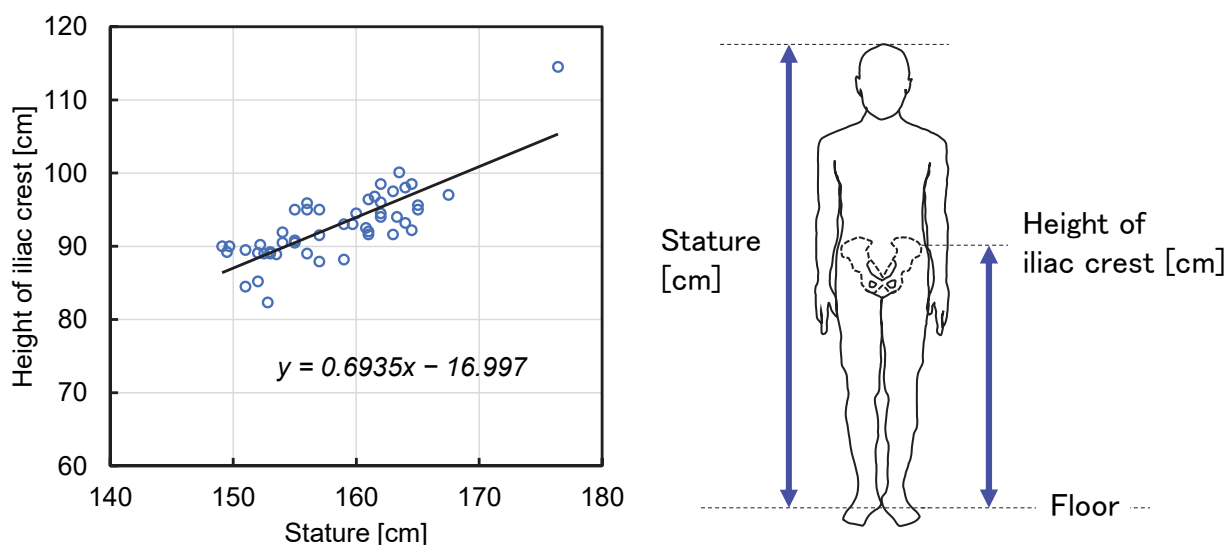 120
110
100
90
80
70
60
140
150
160
170
180
Height of iliac crest [cm]
Stature [cm]
y = 0.6935x − 16.997
Stature
[cm]
Height of
iliac crest [cm]
Floor